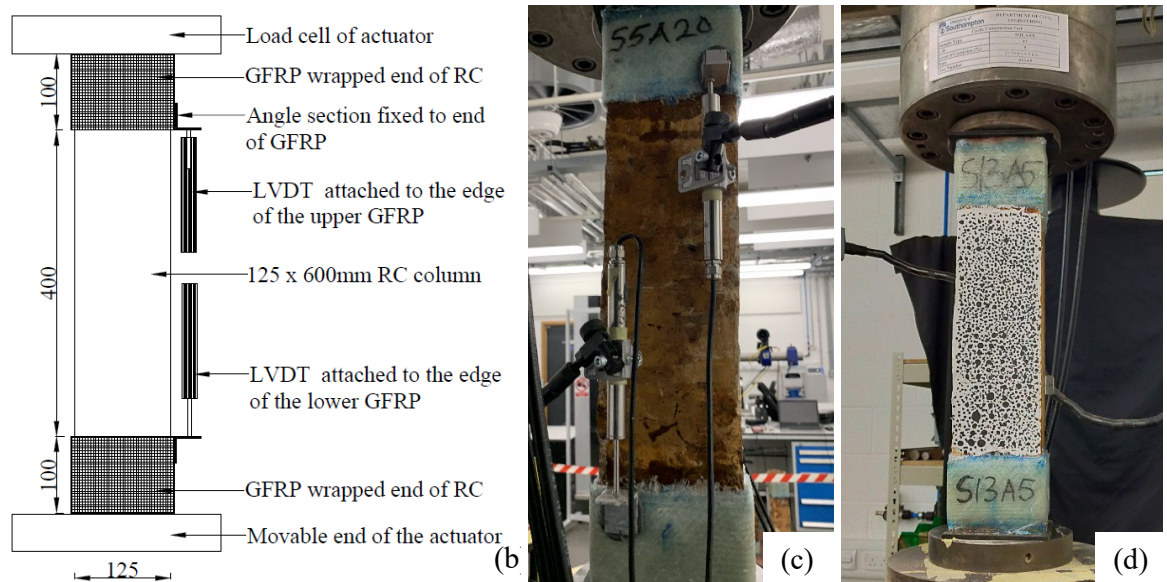 Load cell of actuator
GFRP wrapped end of RC
Angle section fixed to end
of GFRP
LVDT attached to the edge
of the upper GFRP
125 x 600mm RC column
LVDT attached to the edge
of the lower GFRP
GFRP wrapped end of RC
Movable end of the actuator
100
400
100
125
(b)
55A20
(c)
Southampton
S13A5
S13A5
(d)